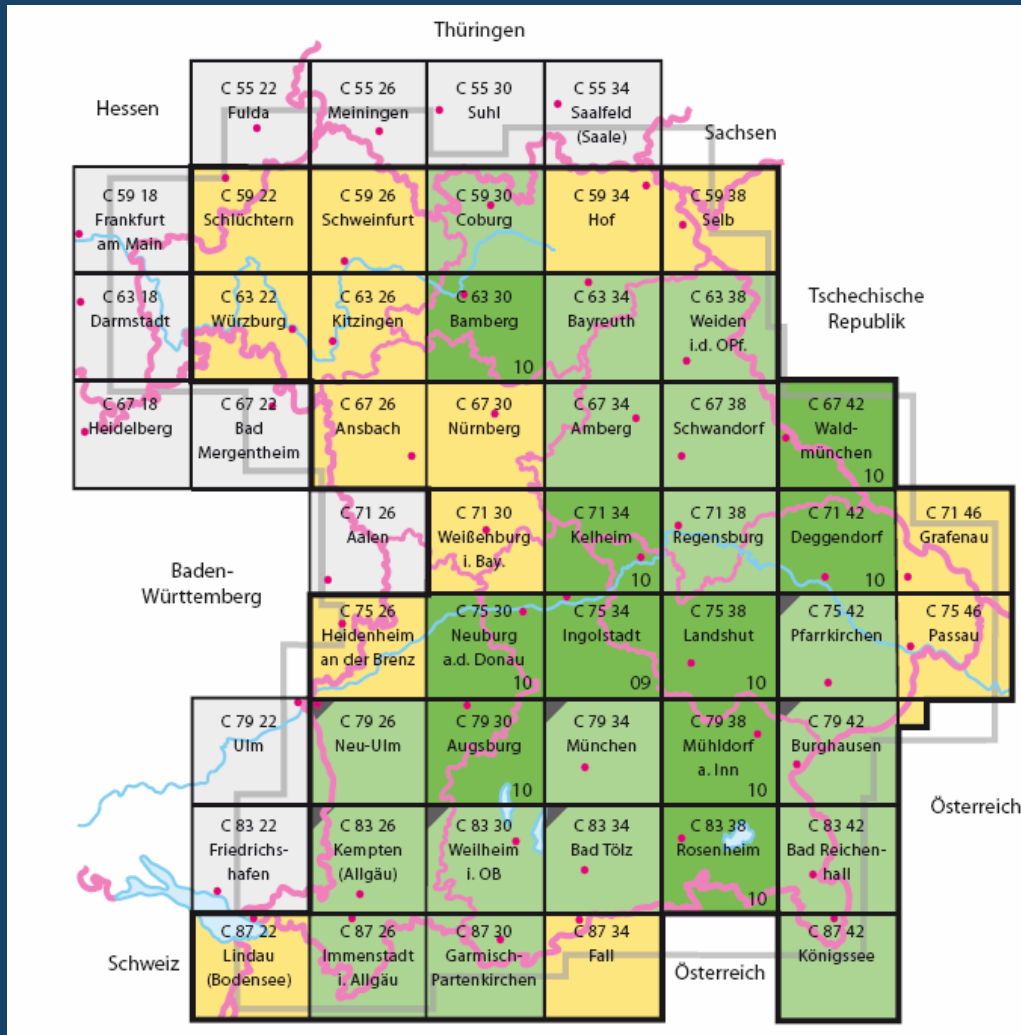 Thüringen
Hessen
C 55 22
Fulda
C 55 26
Meiningen
C 55 30
Suhl
C 55 34
Saalfeld
(Saale)
Sachsen
C 59 18
Frankfurt
am Main
C 59 22
Schlüchtern
C 59 26
Schweinfurt
C 59 30
Coburg
C 59 34
Hof
C 59 38
Selb
C 63 18
Darmstadt
C 63 22
Würzburg
C 63 26
Kitzingen
C 63 30
Bamberg
10
C 63 34
Bayreuth
C 63 38
Weiden
i.d. OPf.
Tschechische
Republik
C 67 18
Heidelberg
C 67 22
Bad
Mergentheim
C 67 26
Ansbach
C 67 30
Nürnberg
C 67 34
Amberg
C 67 38
Schwandorf
C 67 42
Wald-
münchen
10
Baden-
Württemberg
C 71 26
Aalen
C 71 30
Weißenburg
i. Bay.
C 71 34
Kelheim
10
C 71 38
Regensburg
C 71 42
Deggendorf
10
C 71 46
Grafenau
C 75 26
Heidenheim
an der Brenz
C 75 30
Neuburg
a.d. Donau
10
C 75 34
Ingolstadt
09
C 75 38
Landshut
10
C 75 42
Pfarrkirchen
C 75 46
Passau
C 79 22
Ulm
C 79 26
Neu-Ulm
C 79 30
Augsburg
10
C 79 34
München
C 79 38
Mühldorf
a. Inn
10
C 79 42
Burghausen
Österreich
C 83 22
Friedrichs-
hafen
C 83 26
Kempten
(Allgäu)
C 83 30
Weilheim
i. OB
C 83 34
Bad Tölz
C 83 38
Rosenheim
10
C 83 42
Bad Reichen-
hall
Schweiz
C 87 22
Lindau
(Bodensee)
C 87 26
Immenstadt
i. Allgäu
C 87 30
Garmisch-
Partenkirchen
C 87 34
Fall
Österreich
C 87 42
Königssee